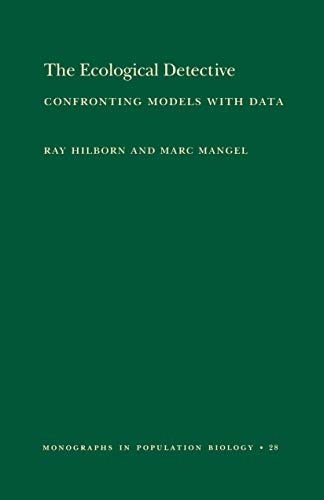 The Ecological Detective
CONFRONTING MODELS WITH DATA
RAY HILBORN AND MARC MANGEL
MONOGRAPHS IN POPULATION BIOLOGY • 28